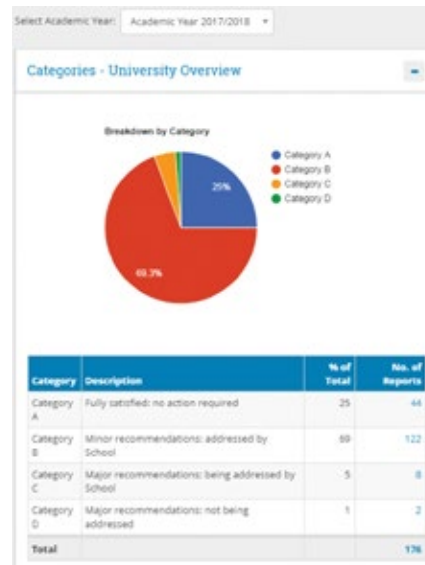 Select Academic Year: Academic Year 2017/2018
Categories - University Overview
Breakdown by Category
Category A
Category B
Category C
Category D
25%
69.3%
Category Description % of Total No. of Reports
Category A Fully satisfied: no action required 25 44
Category B Minor recommendations: addressed by School 69 122
Category C Major recommendations: being addressed by School 5 8
Category D Major recommendations: not being addressed 1 2
Total 176